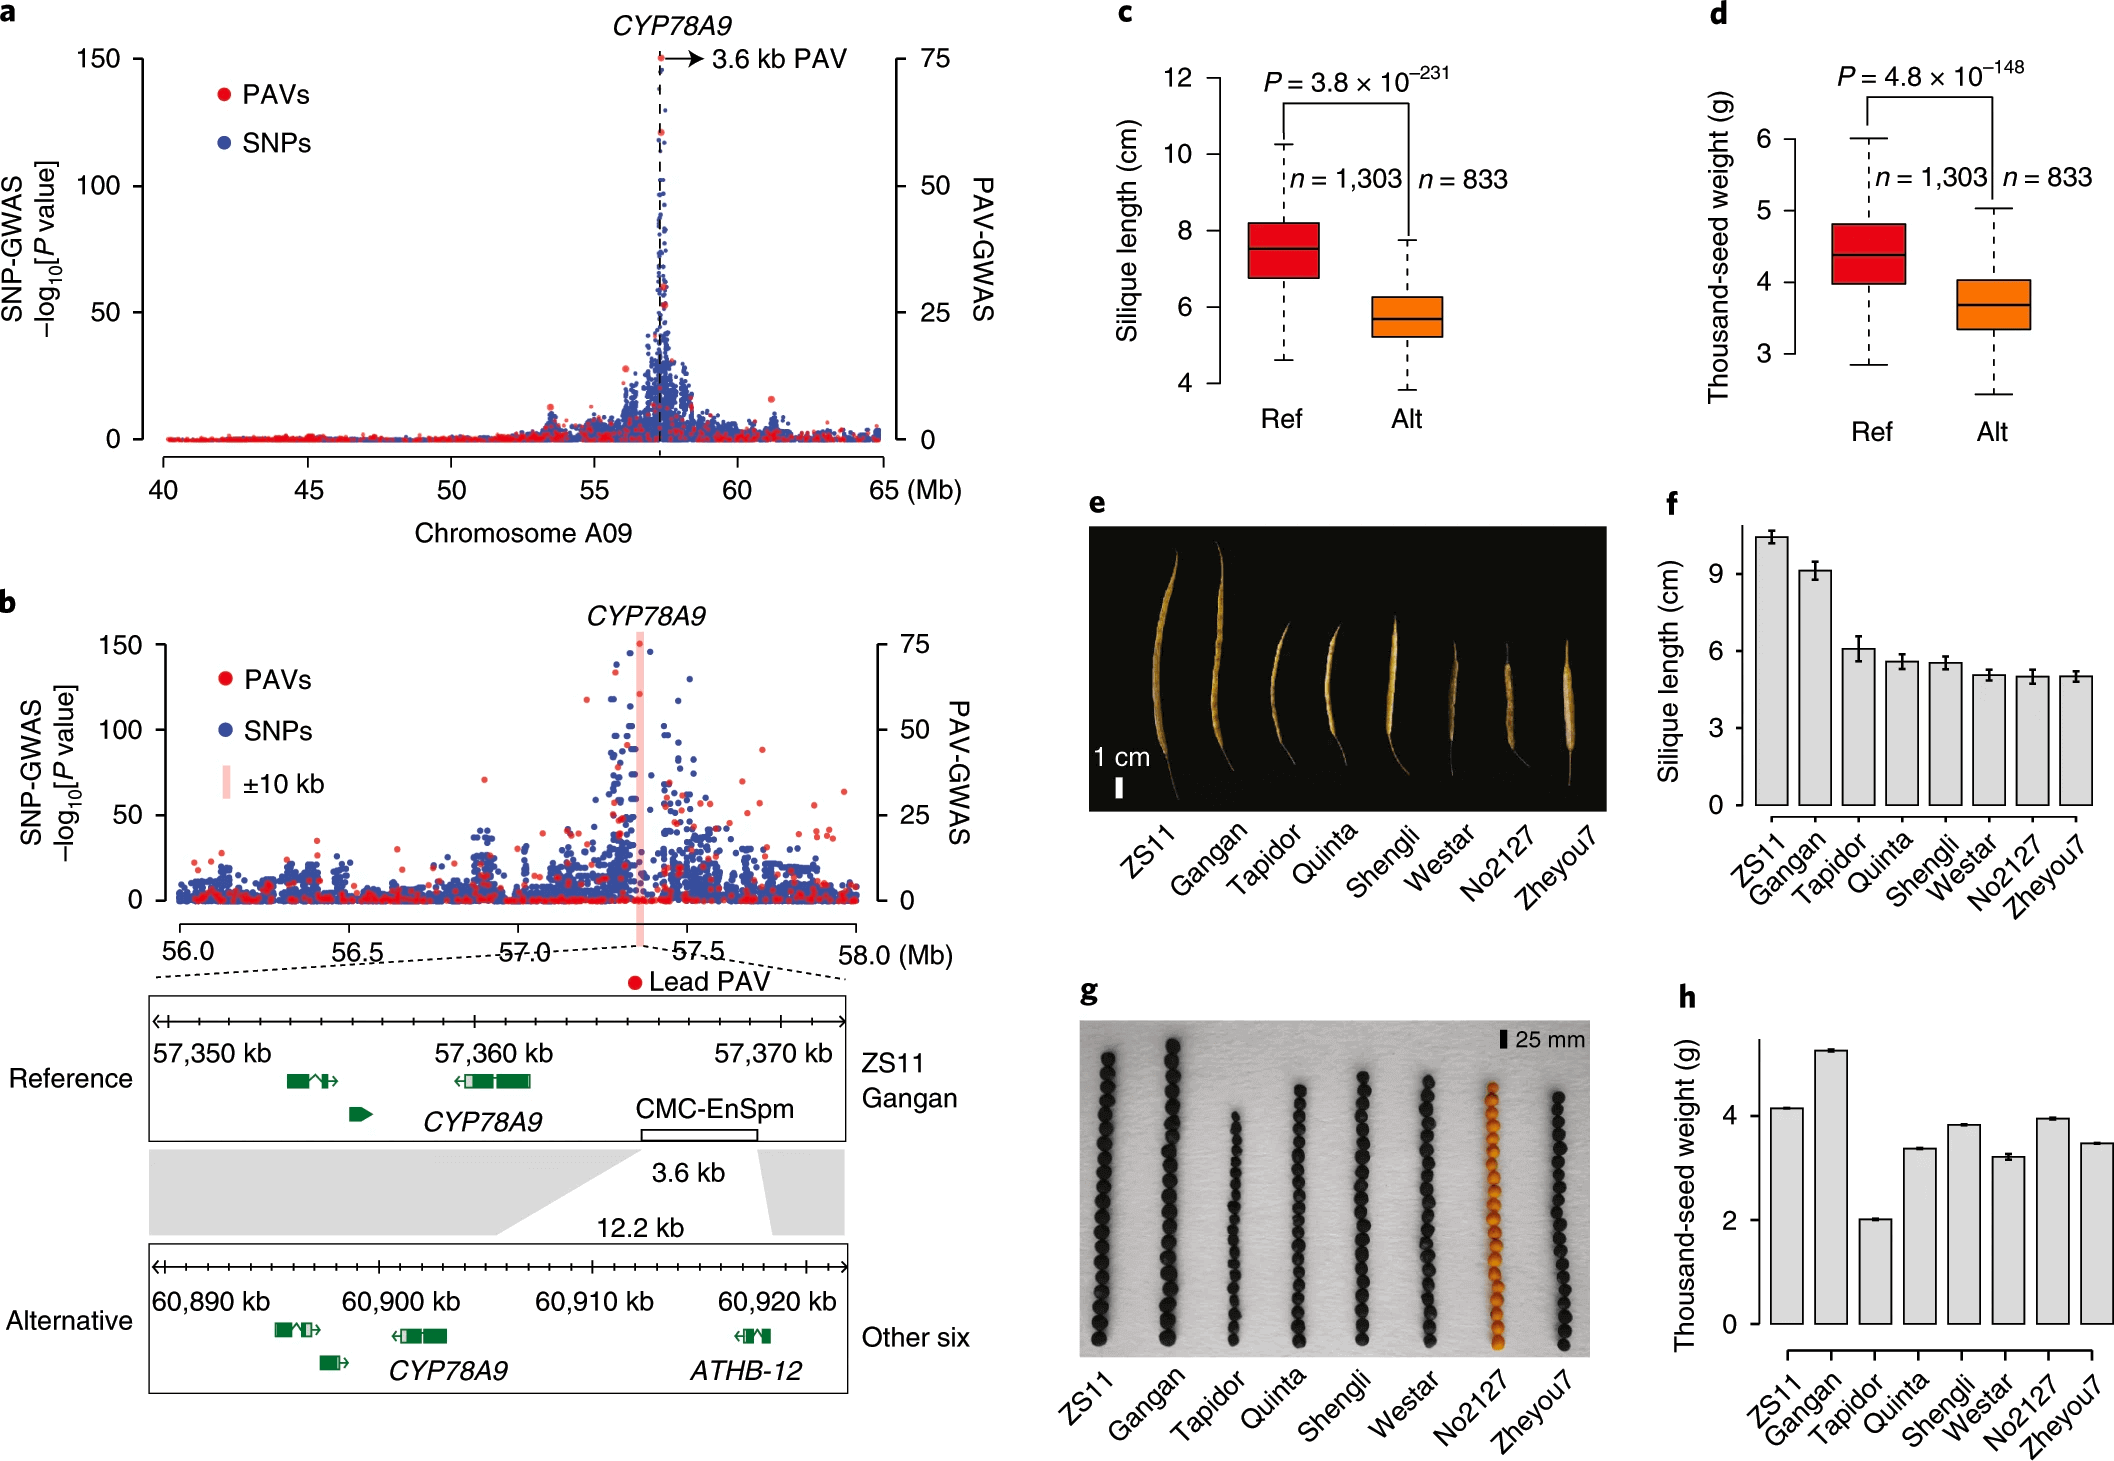 a
CYP78A9
3.6 kb PAV
150
100
50
0
75
50
25
0
PAVs
SNPs
SNP-GWAS
–log10[P value]
PAV-GWAS
40 45 50 55 60 65 (Mb)
Chromosome A09
b
CYP78A9
150
100
50
0
75
50
25
0
PAVs
SNPs
±10 kb
SNP-GWAS
–log10[P value]
PAV-GWAS
56.0 56.5 57.0 57.5 58.0 (Mb)
Lead PAV
57,350 kb 57,360 kb 57,370 kb
Reference
ZS11
Gangan
CYP78A9
CMC-EnSpm
3.6 kb
12.2 kb
60,890 kb 60,900 kb 60,910 kb 60,920 kb
Alternative
Other six
CYP78A9
ATHB-12
c
P = 3.8 × 10–231
n = 1,303 n = 833
12
10
8
6
4
Silique length (cm)
Ref Alt
d
P = 4.8 × 10–148
n = 1,303 n = 833
6
5
4
3
Thousand-seed weight (g)
Ref Alt
e
1 cm
ZS11 Gangan Tapidor Quinta Shengli Westar No2127 Zheyou7
f
9
6
3
0
Silique length (cm)
ZS11 Gangan Tapidor Quinta Shengli Westar No2127 Zheyou7
g
25 mm
ZS11 Gangan Tapidor Quinta Shengli Westar No2127 Zheyou7
h
4
2
0
Thousand-seed weight (g)
ZS11 Gangan Tapidor Quinta Shengli Westar No2127 Zheyou7